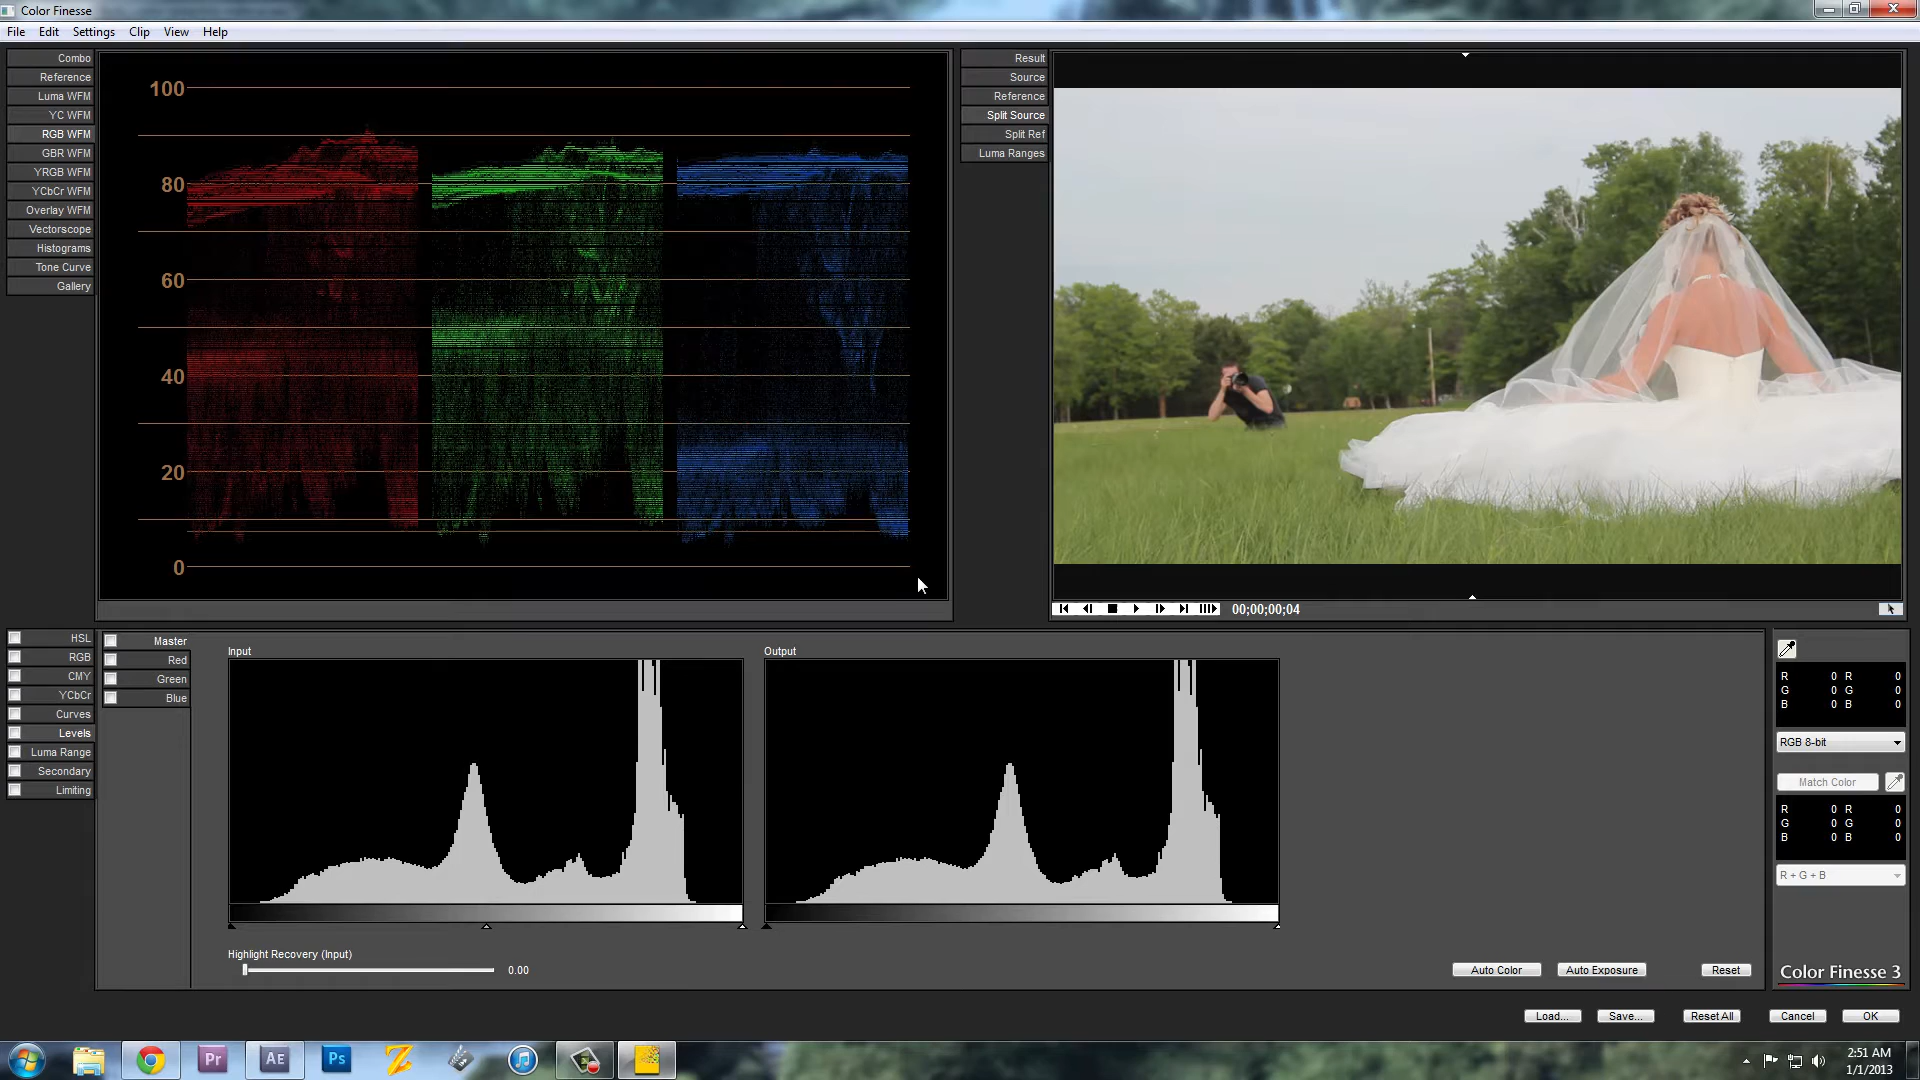 Color Finesse
File Edit Settings Clip View Help
Combo
Reference
Luma WFM
YC WFM
RGB WFM
GBR WFM
YRGB WFM
YCbCr WFM
Overlay WFM
Vectorscope
Histograms
Tone Curve
Gallery
100
80
60
40
20
0
Result
Source
Reference
Split Source
Split Ref
Luma Ranges
00;00;00;04
HSL
RGB
CMY
YCbCr
Curves
Levels
Luma Range
Secondary
Limiting
Master
Red
Green
Blue
Input
Output
Highlight Recovery (Input)
0.00
Auto Color Auto Exposure Reset
R 0 R 0
G 0 G 0
B 0 B 0
RGB 8-bit
Match Color
R 0 R 0
G 0 G 0
B 0 B 0
R + G + B
Color Finesse 3
Load... Save... Reset All Cancel OK
Pr AE Ps
2:51 AM
1/1/2013